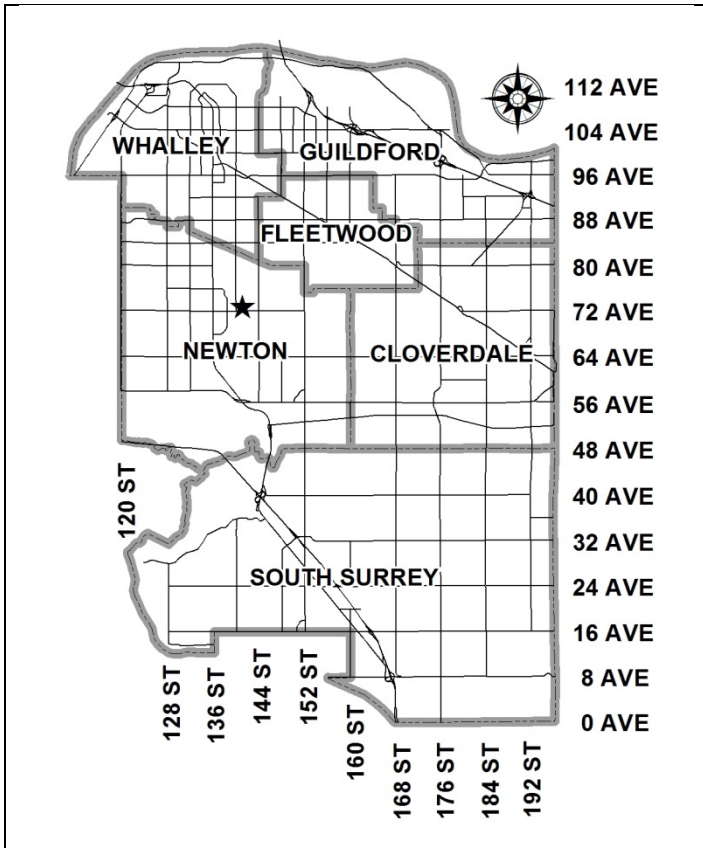 112 AVE
104 AVE
WHALLEY
GUILDFORD
96 AVE
88 AVE
FLEETWOOD
80 AVE
72 AVE
NEWTON
CLOVERDALE
64 AVE
56 AVE
48 AVE
120 ST
40 AVE
32 AVE
SOUTH SURREY
24 AVE
16 AVE
128 ST
136 ST
144 ST
152 ST
160 ST
8 AVE
0 AVE
168 ST
176 ST
184 ST
192 ST